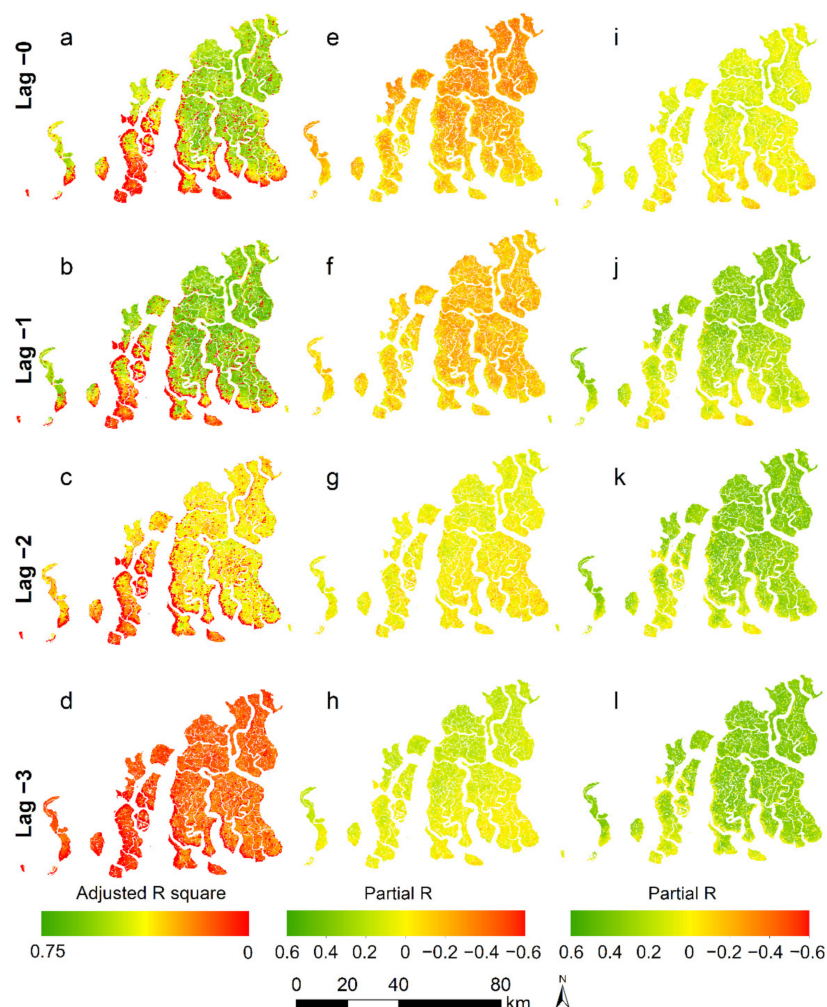 a e i
Lag −0
b f j
Lag −1
c g k
Lag −2
d h l
Lag −3
Adjusted R square Partial R Partial R
0.75 0 0.6 0.4 0.2 0 −0.2 −0.4 −0.6 0.6 0.4 0.2 0 −0.2 −0.4 −0.6
0 20 40 80
km
N